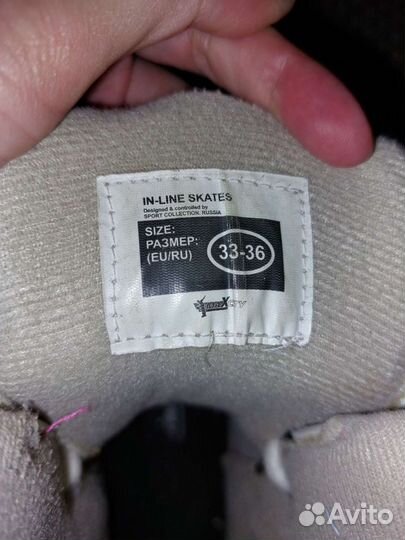 IN-LINE SKATES
Designed & controlled by
SPORT COLLECTION. RUSSIA
SIZE:
РАЗМЕР:
(EU/RU)
33-36
Avito